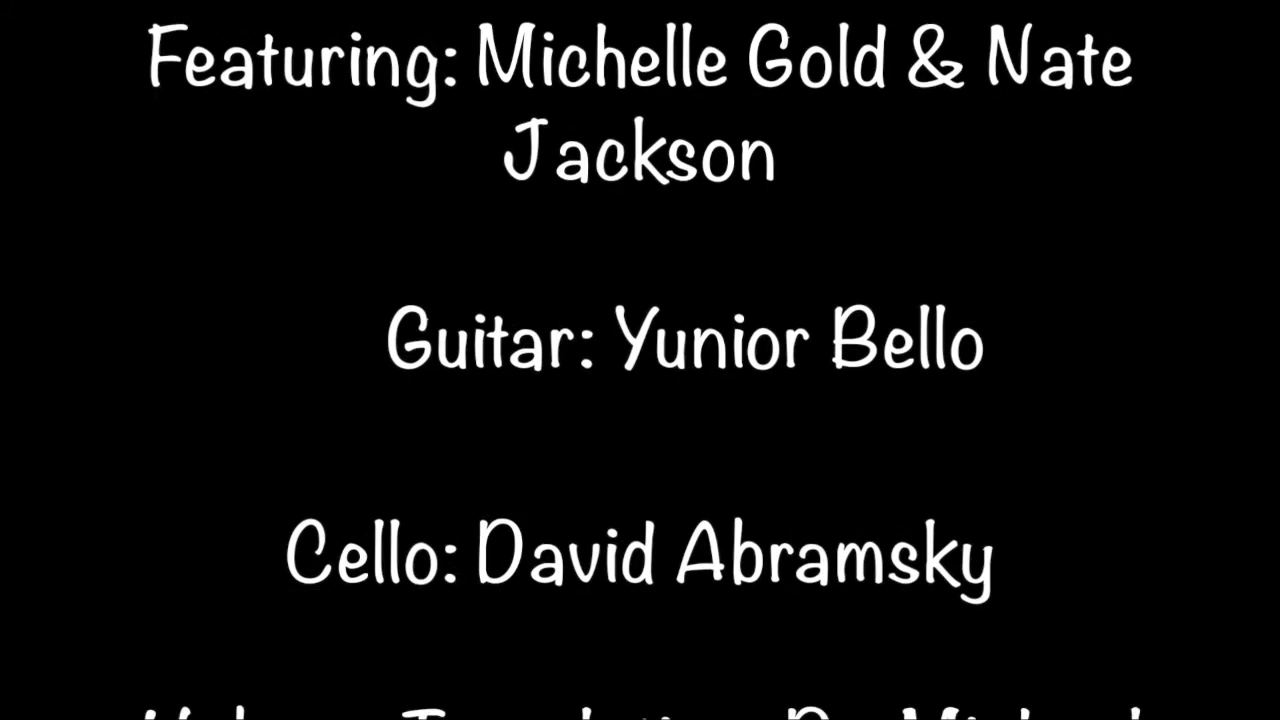 Featuring: Michelle Gold & Nate
Jackson
Guitar: Yunior Bello
Cello: David Abramsky